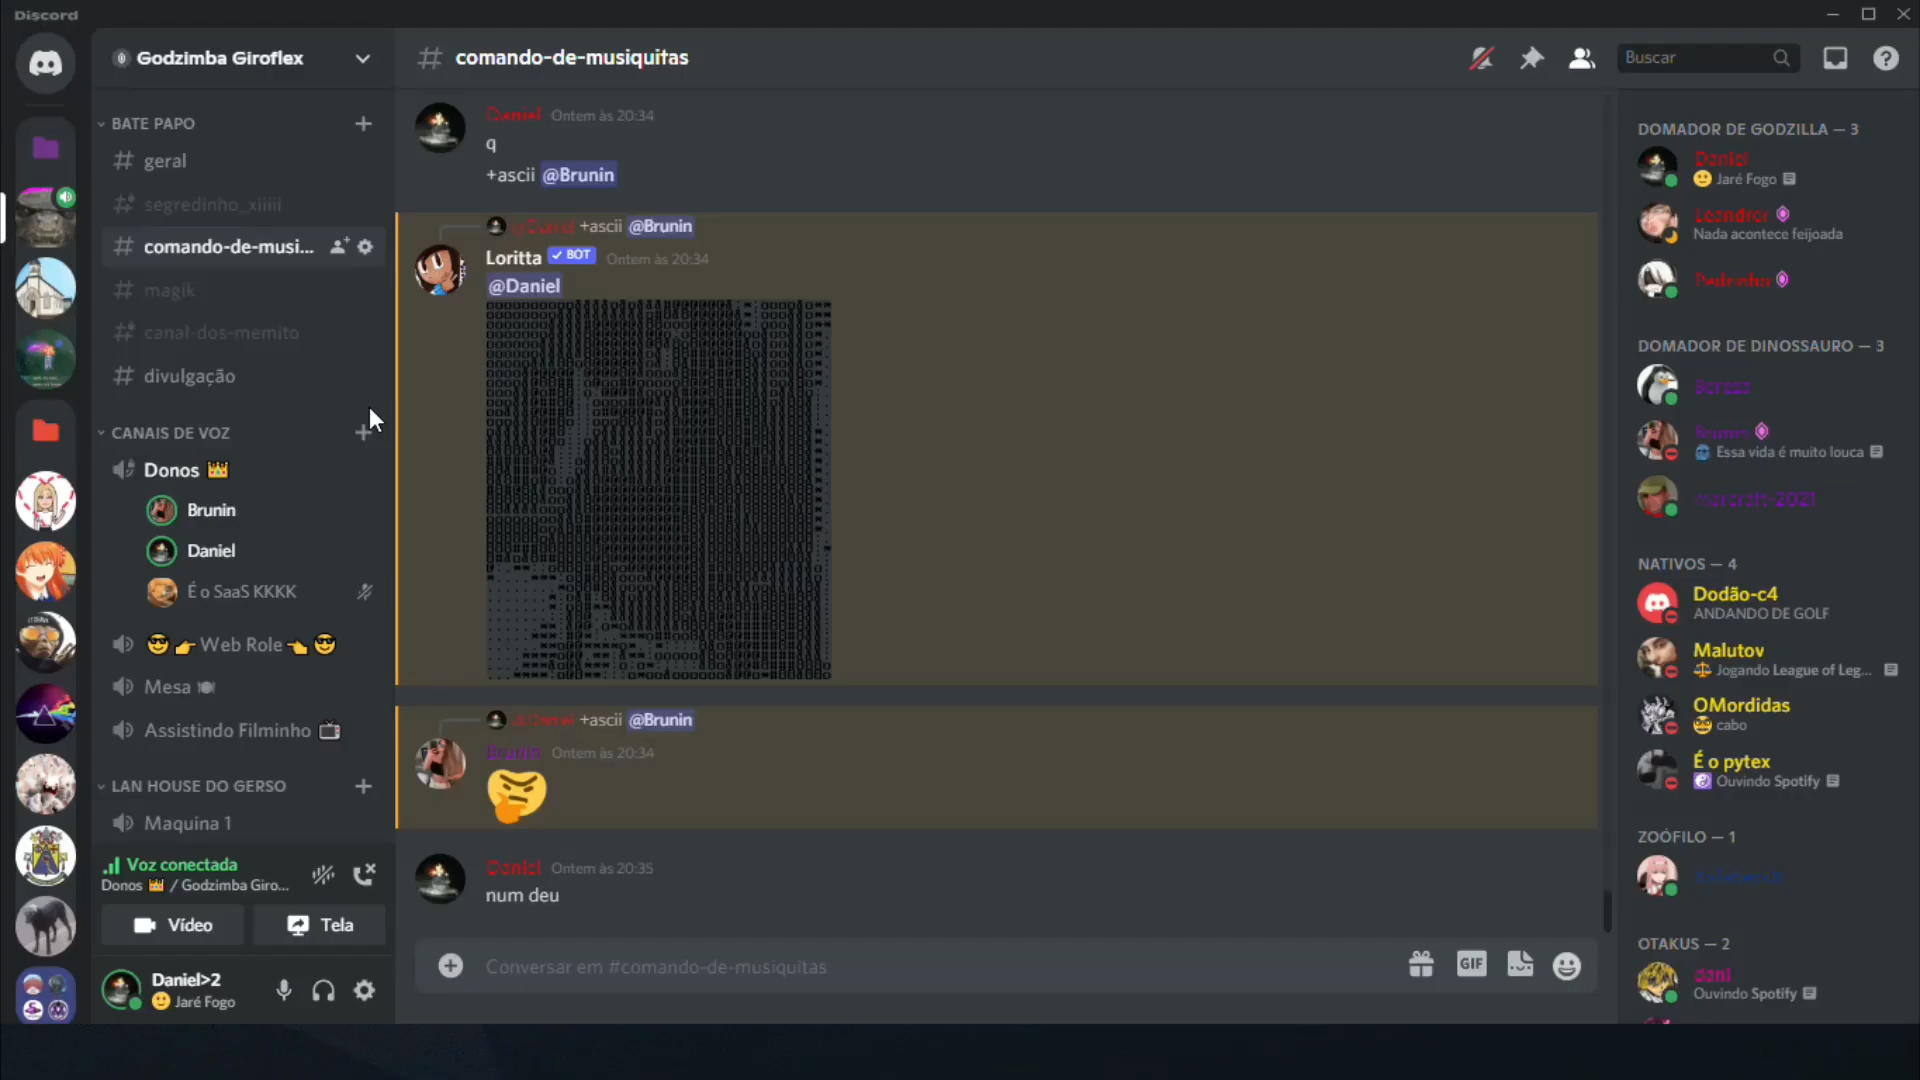 Discord
Godzimba Giroflex
BATE PAPO
geral
segredinho_xiiiii
comando-de-musi...
magik
canal-dos-memito
divulgação
CANAIS DE VOZ
Donos
Brunin
Daniel
É o SaaS KKKK
Web Role
Mesa
Assistindo Filminho
LAN HOUSE DO GERSO
Maquina 1
Voz conectada
Donos / Godzimba Giro...
Vídeo
Tela
Daniel>2
Jaré Fogo
comando-de-musiquitas
Buscar
Daniel Ontem às 20:34
q
+ascii @Brunin
+ascii @Brunin
Loritta BOT Ontem às 20:34
@Daniel
+ascii @Brunin
Brunin Ontem às 20:34
Daniel Ontem às 20:35
num deu
Conversar em #comando-de-musiquitas
GIF
DOMADOR DE GODZILLA — 3
Daniel
Jaré Fogo
Leandror
Nada acontece feijoada
Pedrinho
DOMADOR DE DINOSSAURO — 3
Brunin
Essa vida é muito louca
marcraft-2021
NATIVOS — 4
Dodão-c4
ANDANDO DE GOLF
Malutov
Jogando League of Leg...
OMordidas
cabo
É o pytex
Ouvindo Spotify
ZOÓFILO — 1
OTAKUS — 2
dani
Ouvindo Spotify